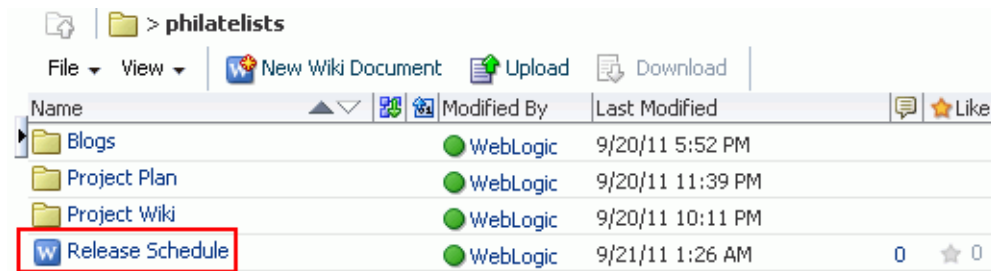 > philatelists
File View New Wiki Document Upload Download
Name Modified By Last Modified Like
Blogs WebLogic 9/20/11 5:52 PM
Project Plan WebLogic 9/20/11 11:39 PM
Project Wiki WebLogic 9/20/11 10:11 PM
W Release Schedule WebLogic 9/21/11 1:26 AM 0 0